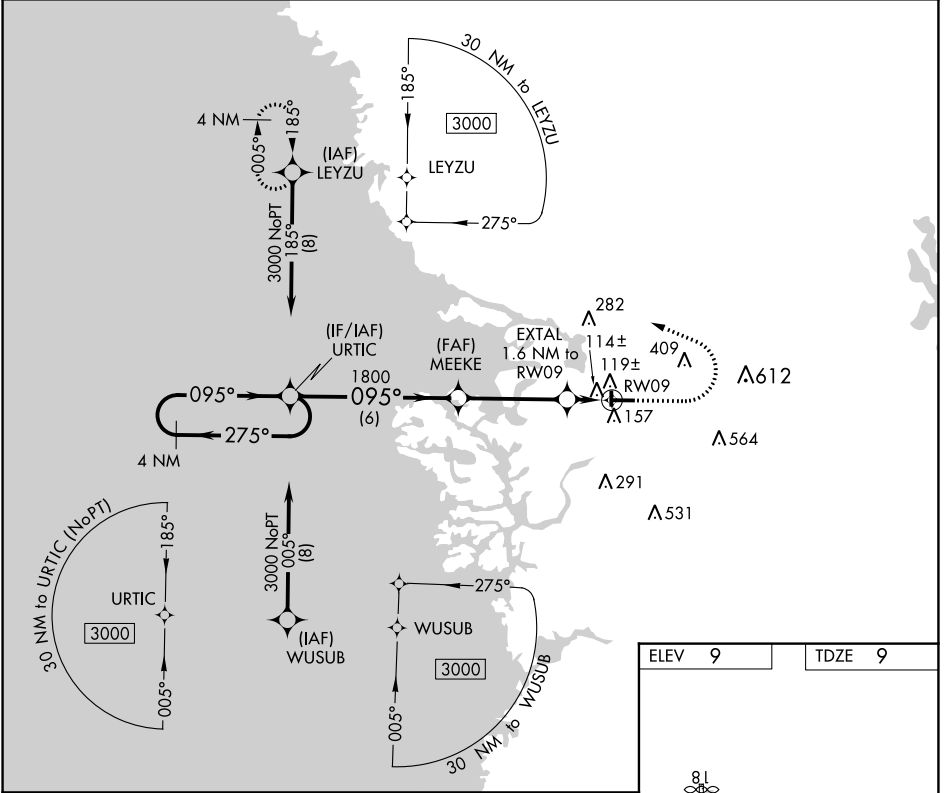 30 NM to LEYZU
185°
3000
LEYZU
275°
4 NM
185°
005°
(IAF)
LEYZU
3000 NoPT
185°
(8)
(IF/IAF)
URTIC
095°
275°
4 NM
1800
095°
(6)
(FAF)
MEEKE
EXTAL
1.6 NM to
RW09
282
114±
119±
409
RW09
157
612
564
291
531
3000 NoPT
005°
(8)
(IAF)
WUSUB
30 NM to URTIC (NoPT)
185°
URTIC
3000
005°
275°
WUSUB
3000
005°
30 NM to WUSUB
ELEV 9
TDZE 9
18